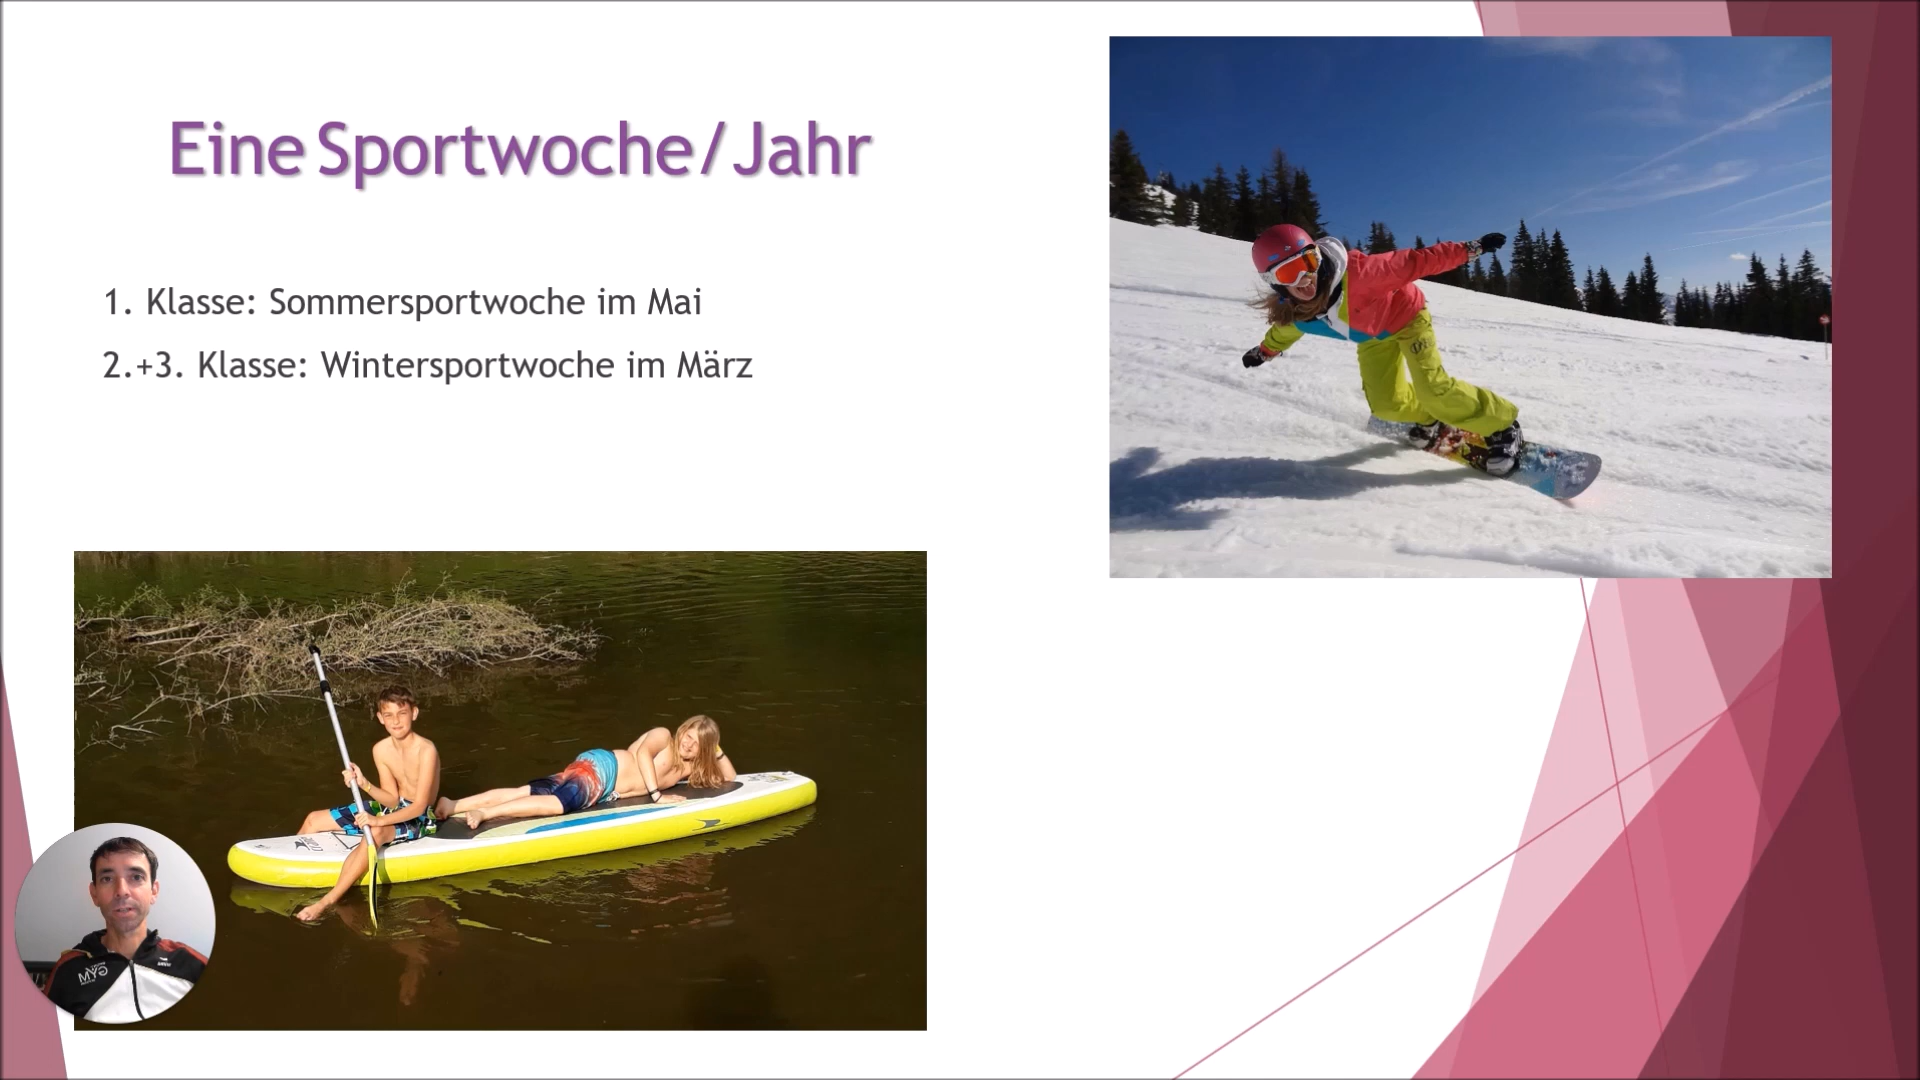 Eine Sportwoche/Jahr
1. Klasse: Sommersportwoche im Mai
2.+3. Klasse: Wintersportwoche im März